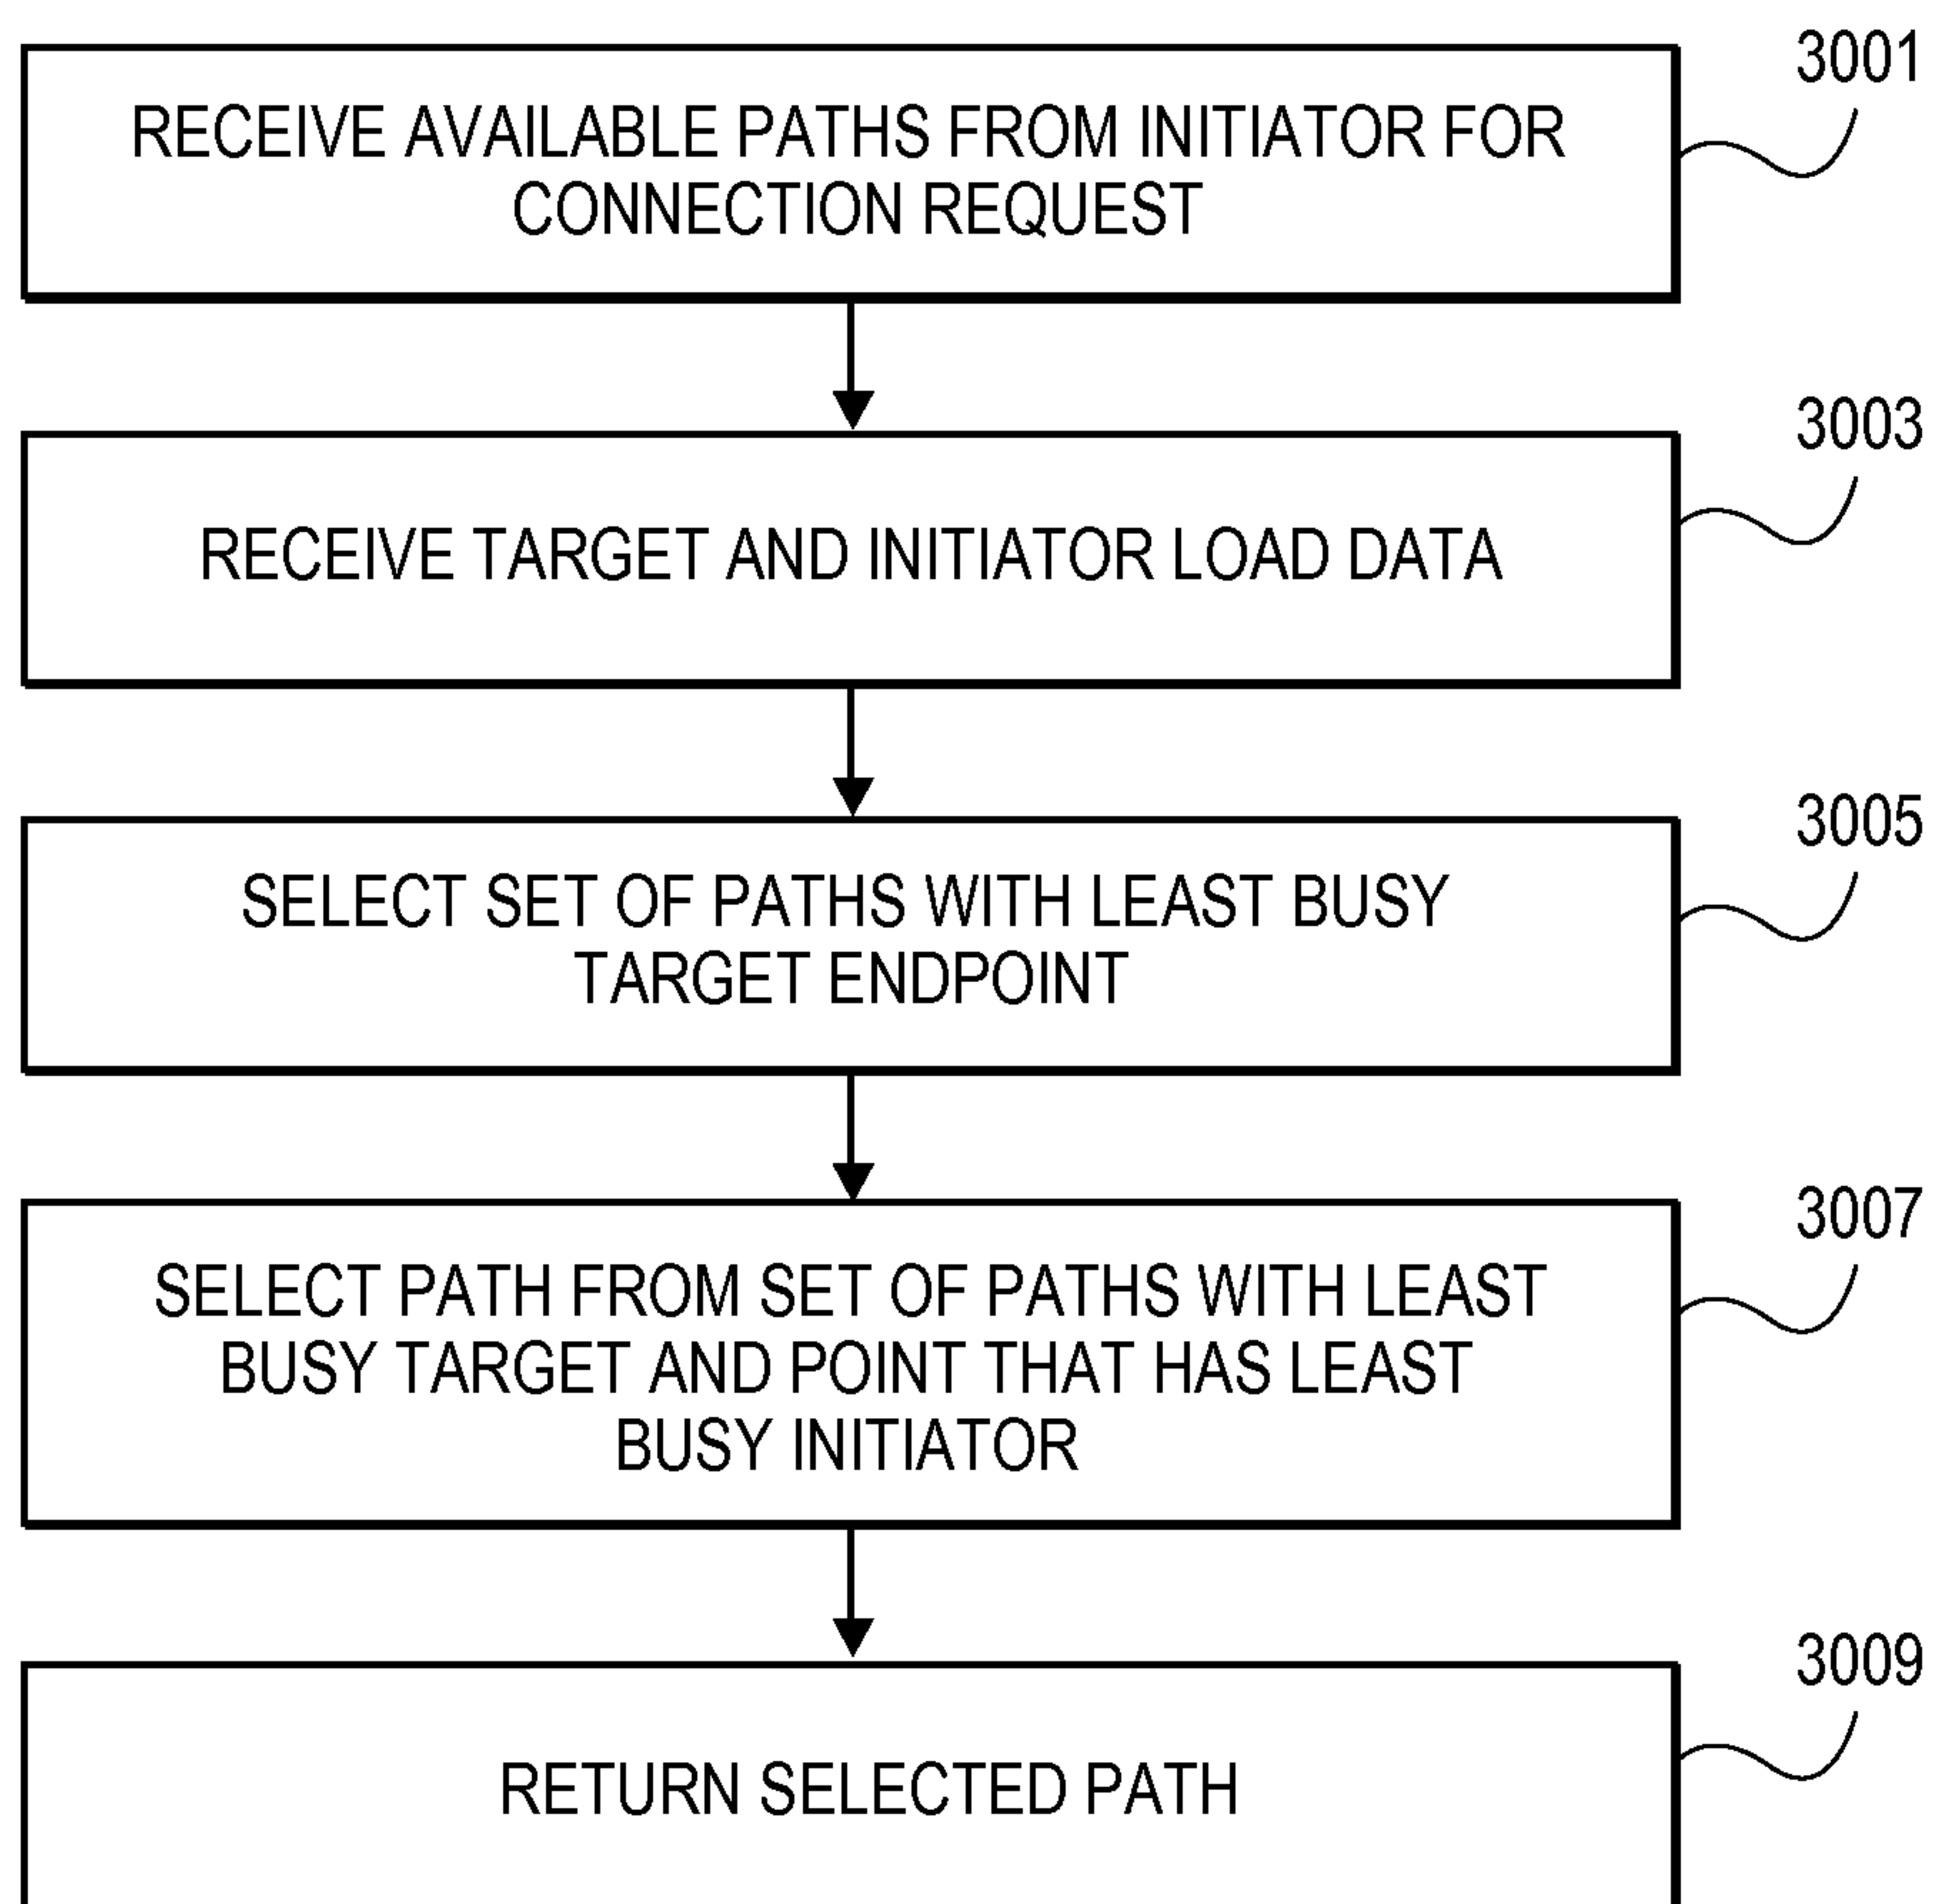 3001
RECEIVE AVAILABLE PATHS FROM INITIATOR FOR
CONNECTION REQUEST
3003
RECEIVE TARGET AND INITIATOR LOAD DATA
3005
SELECT SET OF PATHS WITH LEAST BUSY
TARGET ENDPOINT
3007
SELECT PATH FROM SET OF PATHS WITH LEAST
BUSY TARGET AND POINT THAT HAS LEAST
BUSY INITIATOR
3009
RETURN SELECTED PATH